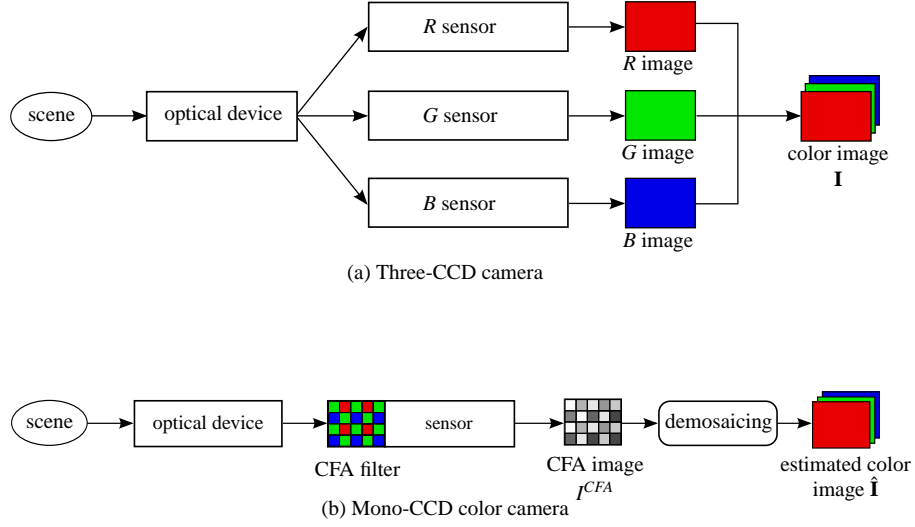 R sensor
R image
scene
optical device
G sensor
G image
color image
I
B sensor
B image
(a) Three-CCD camera
scene
optical device
sensor
demosaicing
CFA filter
CFA image
I^CFA
estimated color
image Î
(b) Mono-CCD color camera